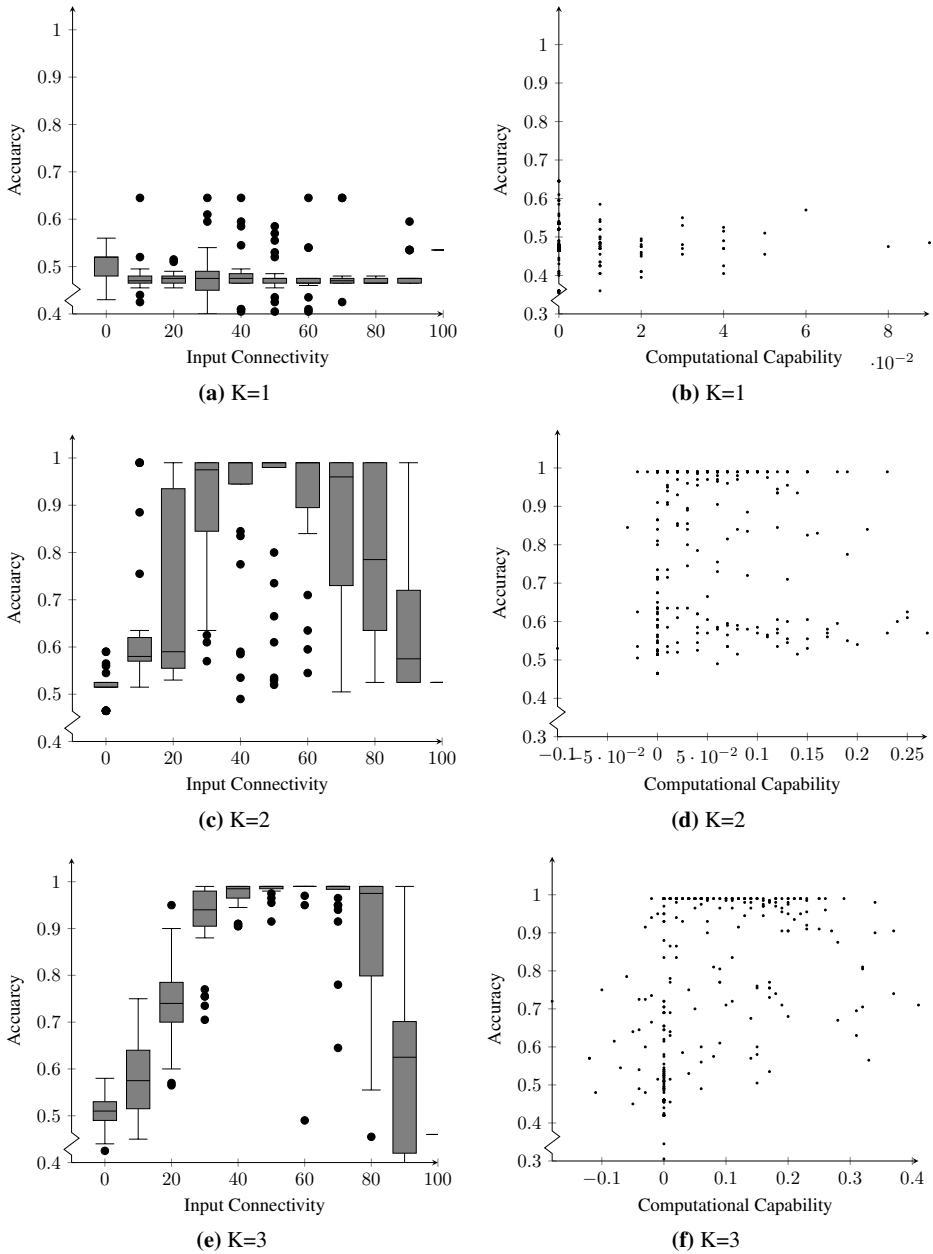 1
0.9
0.8
0.7
0.6
0.5
0.4
Accuarcy
0 20 40 60 80 100
Input Connectivity
(a) K=1
1
0.9
0.8
0.7
0.6
0.5
0.4
0.3
Accuracy
0 2 4 6 8
·10−2
Computational Capability
(b) K=1
1
0.9
0.8
0.7
0.6
0.5
0.4
Accuarcy
0 20 40 60 80 100
Input Connectivity
(c) K=2
1
0.9
0.8
0.7
0.6
0.5
0.4
0.3
Accuracy
−0.1 −5 · 10−2 0 5 · 10−2 0.1 0.15 0.2 0.25
Computational Capability
(d) K=2
1
0.9
0.8
0.7
0.6
0.5
0.4
Accuarcy
0 20 40 60 80 100
Input Connectivity
(e) K=3
1
0.9
0.8
0.7
0.6
0.5
0.4
0.3
Accuracy
−0.1 0 0.1 0.2 0.3 0.4
Computational Capability
(f) K=3